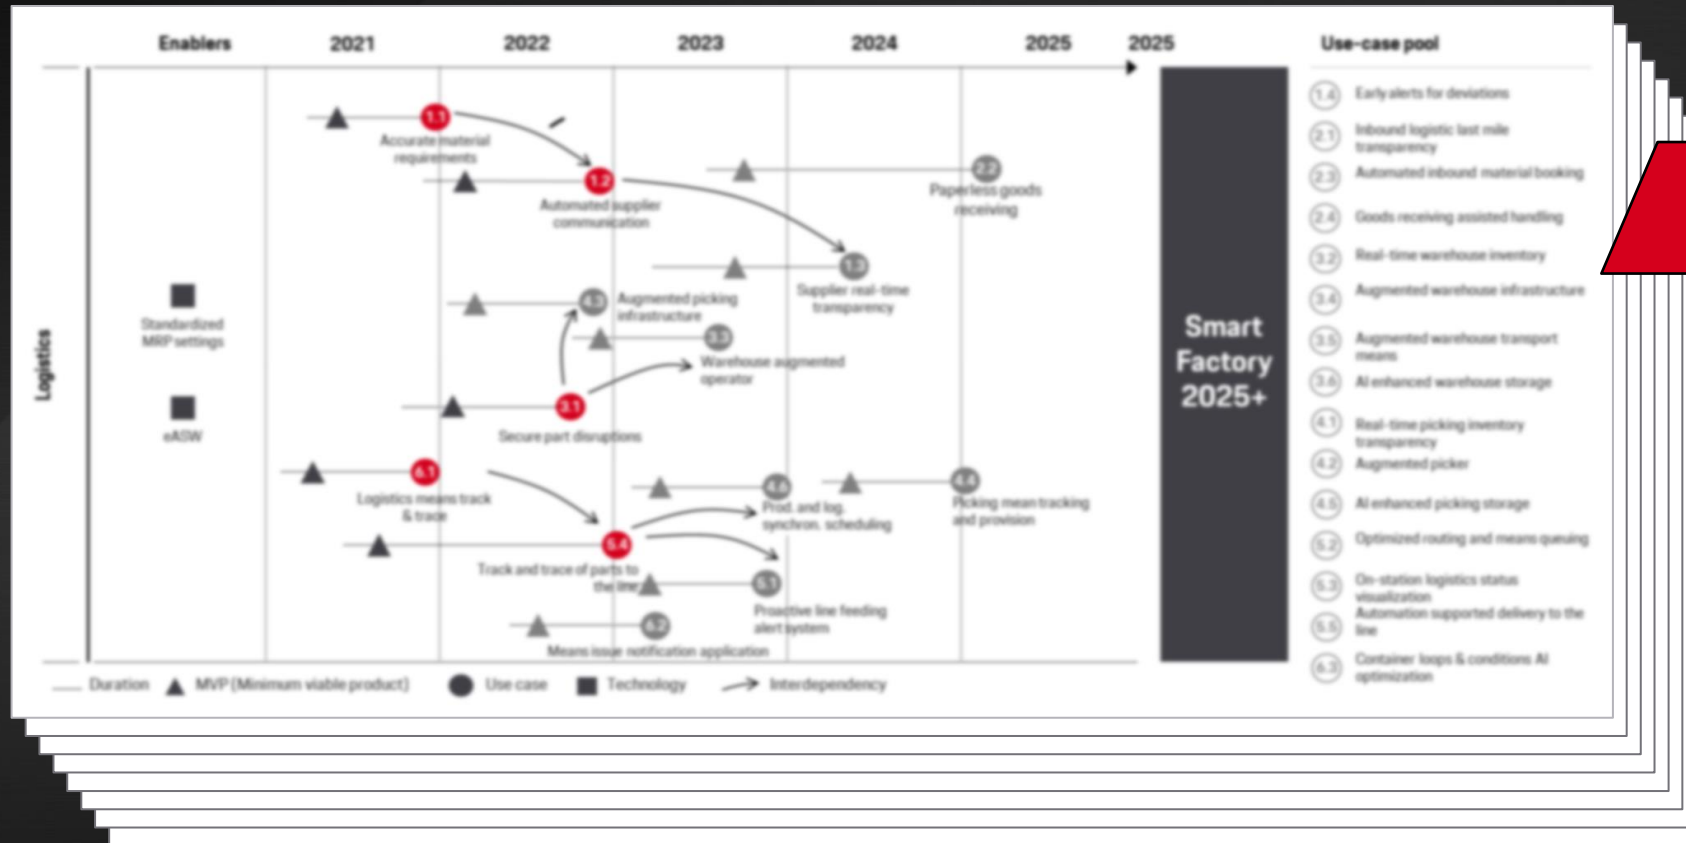 Enablers 2021 2022 2023 2024 2025 2025 Use-case pool
Logistics
Standardized
MRP settings
eASW
1.1
Accurate material
requirements
1.2
Automated supplier
communication
2.2
Paperless goods
receiving
1.3
Supplier real-time
transparency
Augmented picking
infrastructure
3.3
Warehouse augmented
operator
3.1
Secure part disruptions
6.1
Logistics means track
& trace
4.6
Prod. and log.
synchron. scheduling
4.4
Picking mean tracking
and provision
5.4
Track and trace of parts to
the line
5.1
Proactive line feeding
alert system
6.2
Means issue notification application
Smart
Factory
2025+
1.4 Early alerts for deviations
2.1 Inbound logistic last mile
transparency
2.3 Automated inbound material booking
2.4 Goods receiving assisted handling
3.2 Real-time warehouse inventory
3.4 Augmented warehouse infrastructure
3.5 Augmented warehouse transport
means
3.6 AI enhanced warehouse storage
4.1 Real-time picking inventory
transparency
4.2 Augmented picker
4.5 AI enhanced picking storage
5.2 Optimized routing and means queuing
5.3 On-station logistics status
visualization
5.5 Automation supported delivery to the
line
6.3 Container loops & conditions AI
optimization
Duration MVP (Minimum viable product) Use case Technology Interdependency